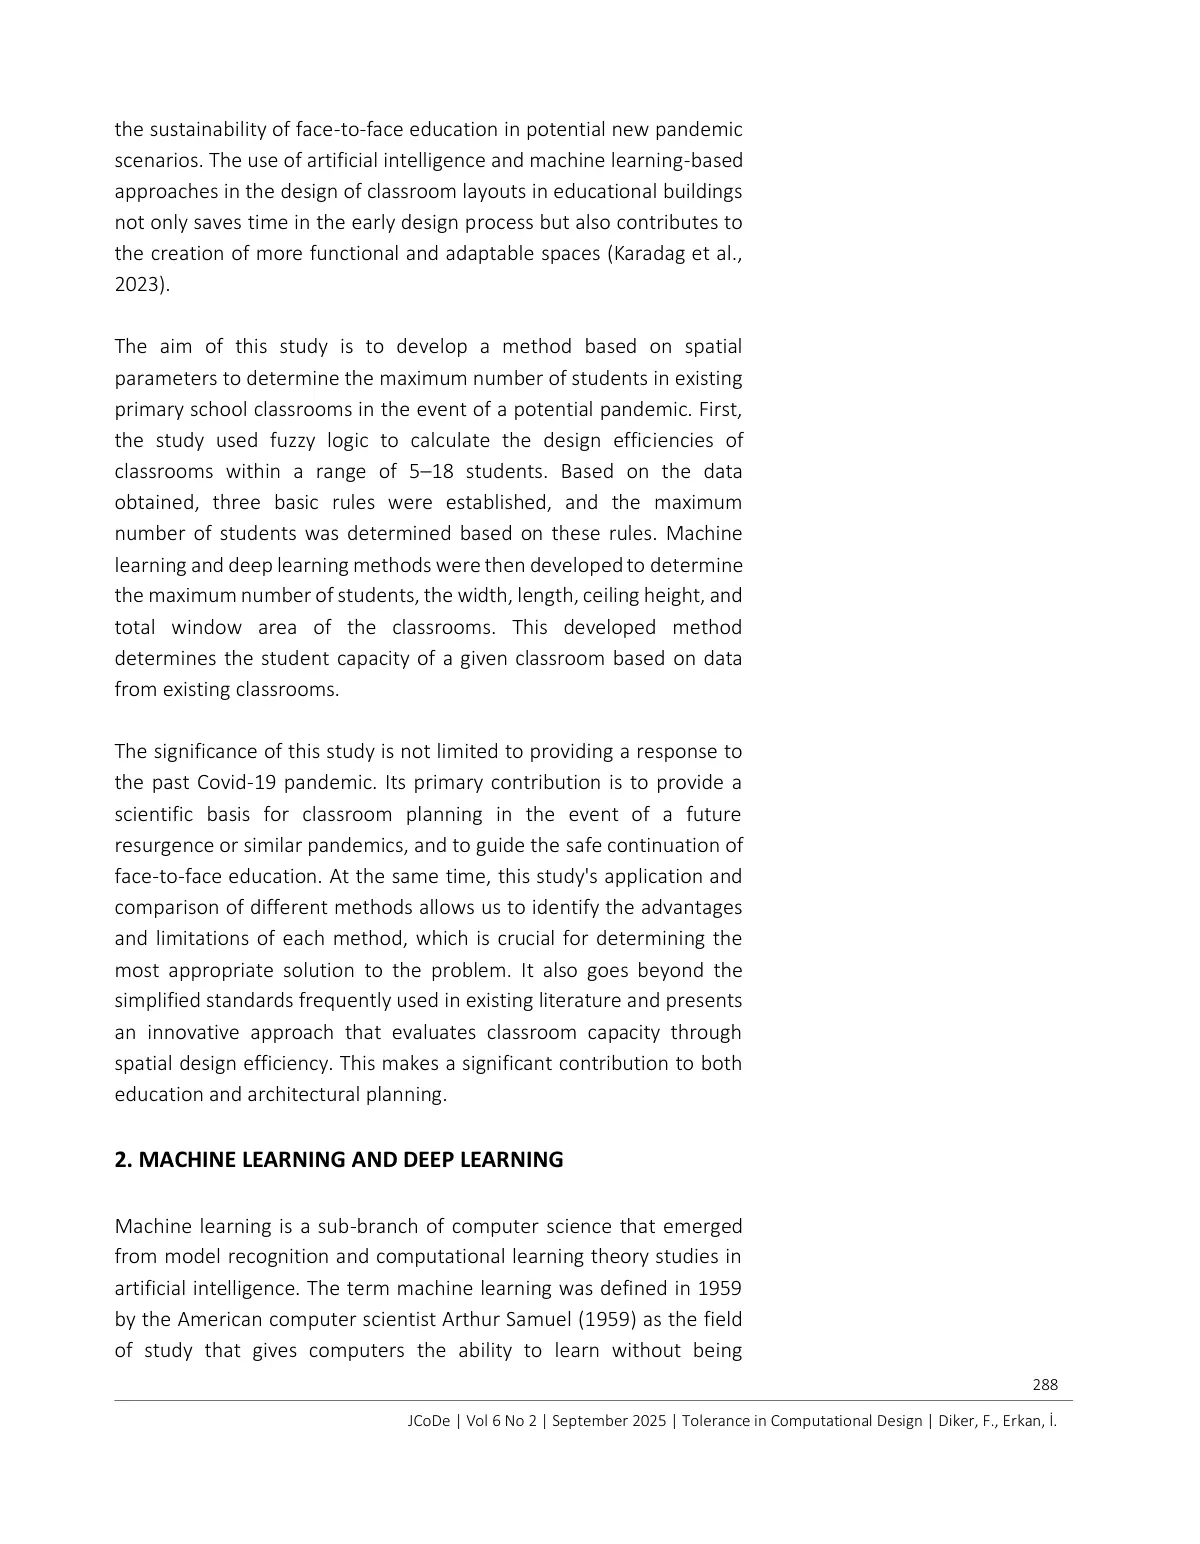 the sustainability of face-to-face education in potential new pandemic
scenarios. The use of artificial intelligence and machine learning-based
approaches in the design of classroom layouts in educational buildings
not only saves time in the early design process but also contributes to
the creation of more functional and adaptable spaces (Karadag et al.,
2023).
The aim of this study is to develop a method based on spatial
parameters to determine the maximum number of students in existing
primary school classrooms in the event of a potential pandemic. First,
the study used fuzzy logic to calculate the design efficiencies of
classrooms within a range of 5–18 students. Based on the data
obtained, three basic rules were established, and the maximum
number of students was determined based on these rules. Machine
learning and deep learning methods were then developed to determine
the maximum number of students, the width, length, ceiling height, and
total window area of the classrooms. This developed method
determines the student capacity of a given classroom based on data
from existing classrooms.
The significance of this study is not limited to providing a response to
the past Covid-19 pandemic. Its primary contribution is to provide a
scientific basis for classroom planning in the event of a future
resurgence or similar pandemics, and to guide the safe continuation of
face-to-face education. At the same time, this study's application and
comparison of different methods allows us to identify the advantages
and limitations of each method, which is crucial for determining the
most appropriate solution to the problem. It also goes beyond the
simplified standards frequently used in existing literature and presents
an innovative approach that evaluates classroom capacity through
spatial design efficiency. This makes a significant contribution to both
education and architectural planning.
2. MACHINE LEARNING AND DEEP LEARNING
Machine learning is a sub-branch of computer science that emerged
from model recognition and computational learning theory studies in
artificial intelligence. The term machine learning was defined in 1959
by the American computer scientist Arthur Samuel (1959) as the field
of study that gives computers the ability to learn without being
288
JCoDe | Vol 6 No 2 | September 2025 | Tolerance in Computational Design | Diker, F., Erkan, İ.